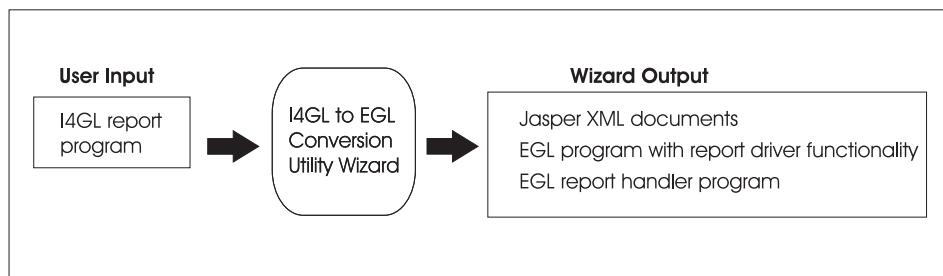 User Input
I4GL report
program
I4GL to EGL
Conversion
Utility Wizard
Wizard Output
Jasper XML documents
EGL program with report driver functionality
EGL report handler program